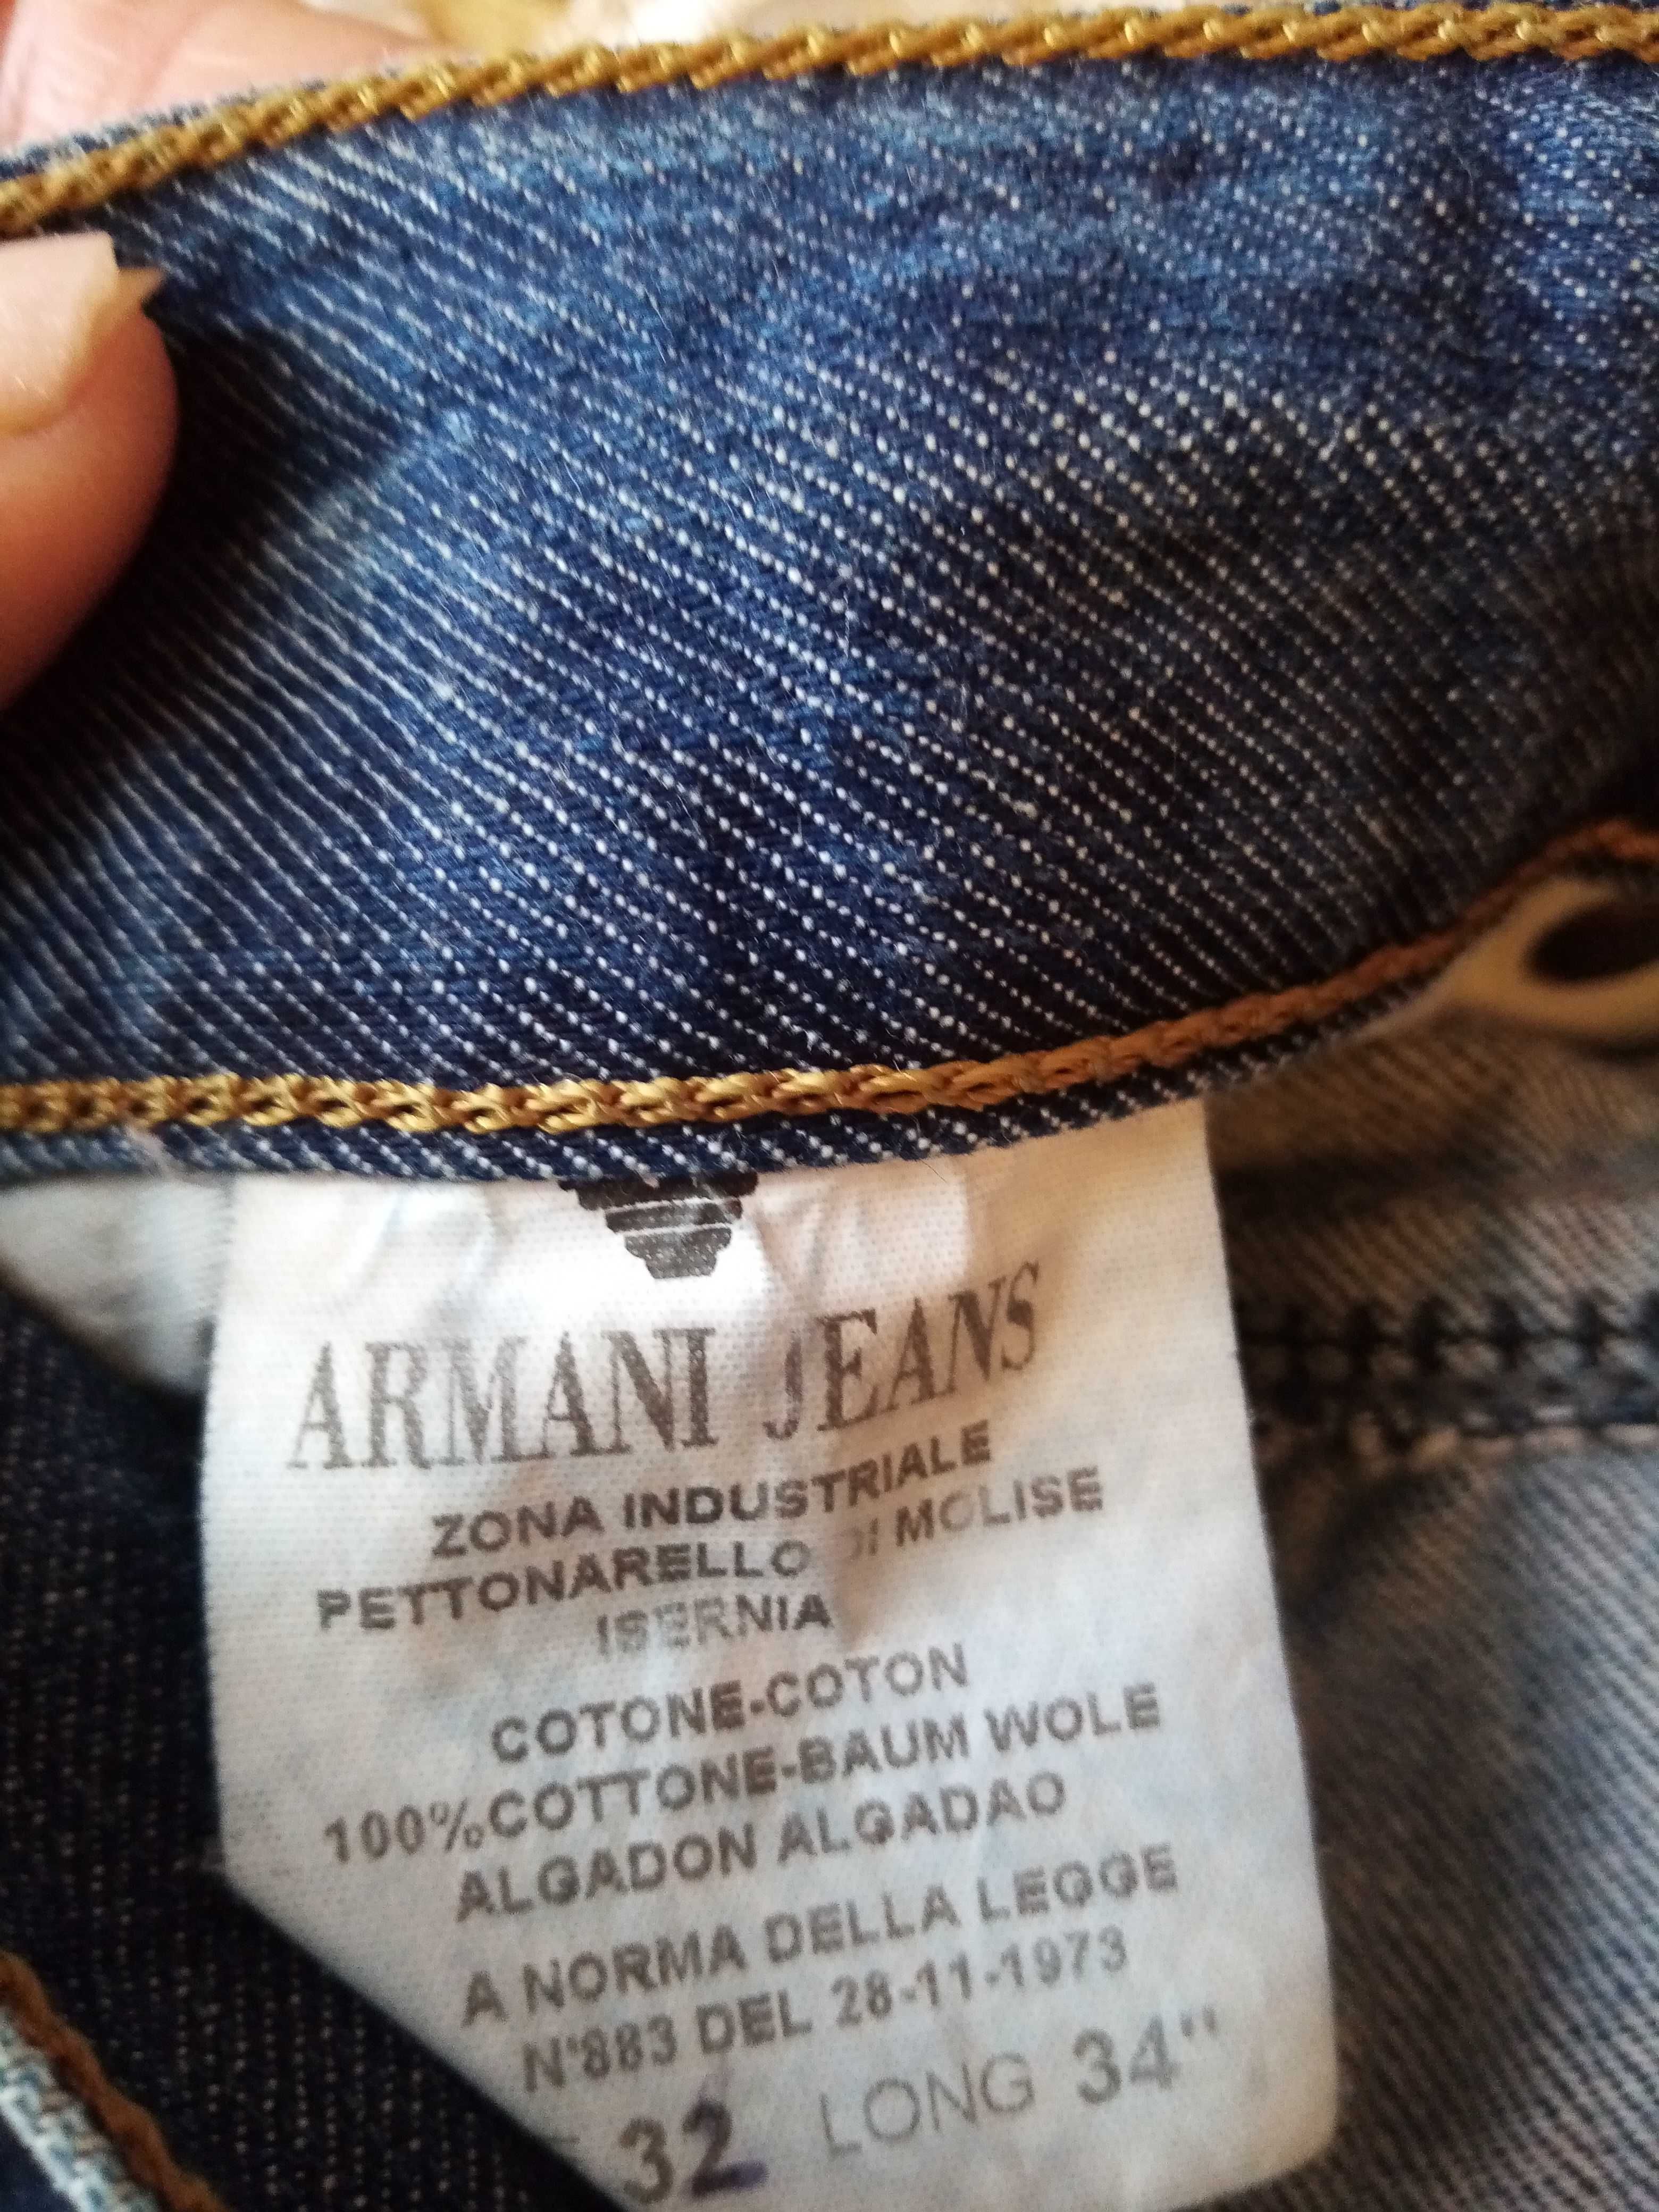 ARMANI JEANS
ZONA INDUSTRIALE
PETTONARELLO DI MOLISE
ISERNIA
COTONE-COTON
100%COTTONE-BAUM WOLE
ALGADON ALGADAO
A NORMA DELLA LEGGE
N'883 DEL 28-11-1973
32 LONG 34"